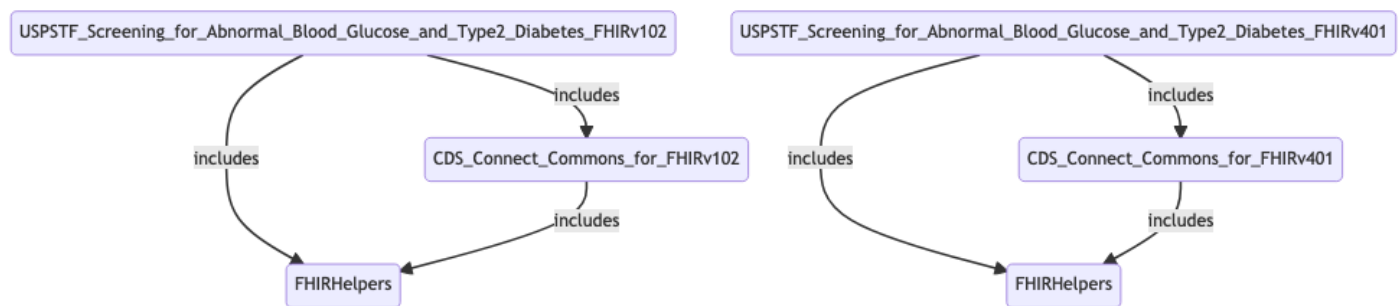 USPSTF_Screening_for_Abnormal_Blood_Glucose_and_Type2_Diabetes_FHIRv102
includes
includes
CDS_Connect_Commons_for_FHIRv102
includes
FHIRHelpers
USPSTF_Screening_for_Abnormal_Blood_Glucose_and_Type2_Diabetes_FHIRv401
includes
includes
CDS_Connect_Commons_for_FHIRv401
includes
FHIRHelpers